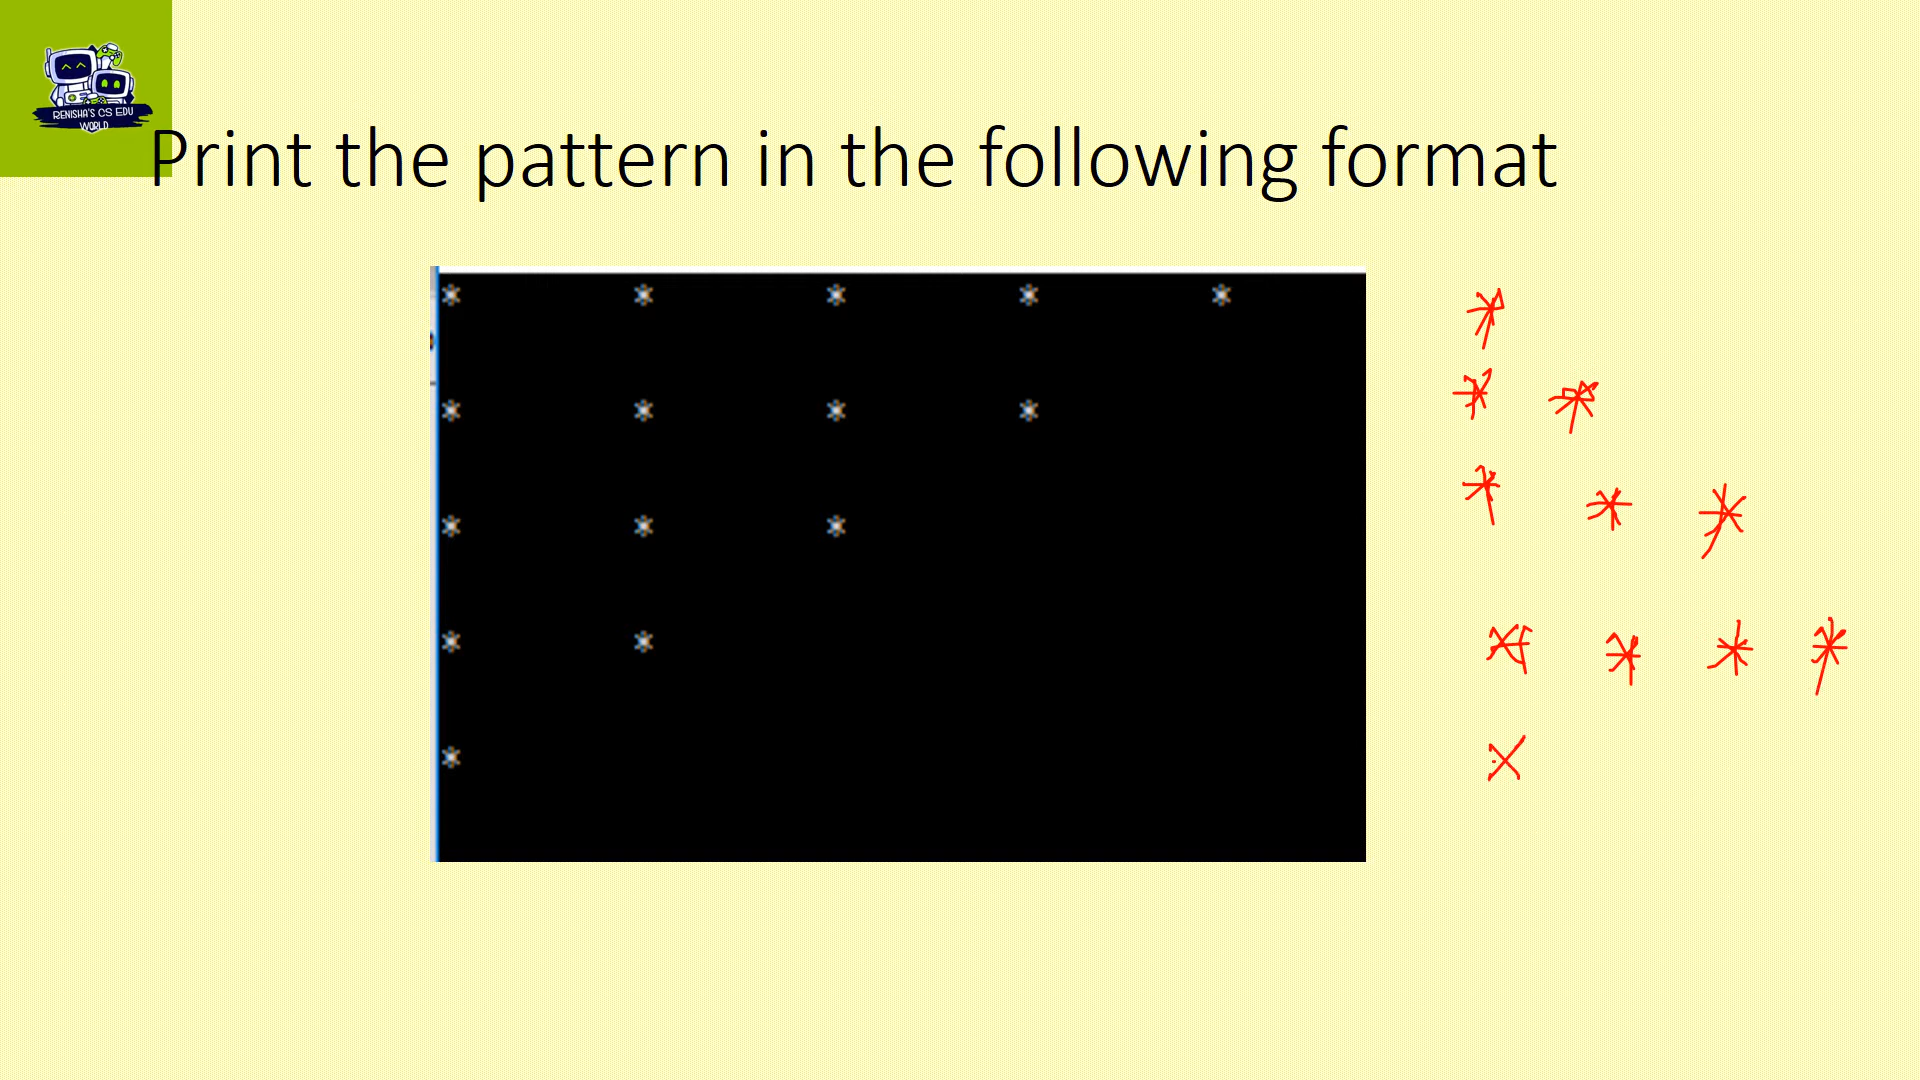 RENISHA'S CS EDU
WORLD
Print the pattern in the following format
* * * * *
* * * *
* * *
* *
*
*
* *
* * *
* * * *
*